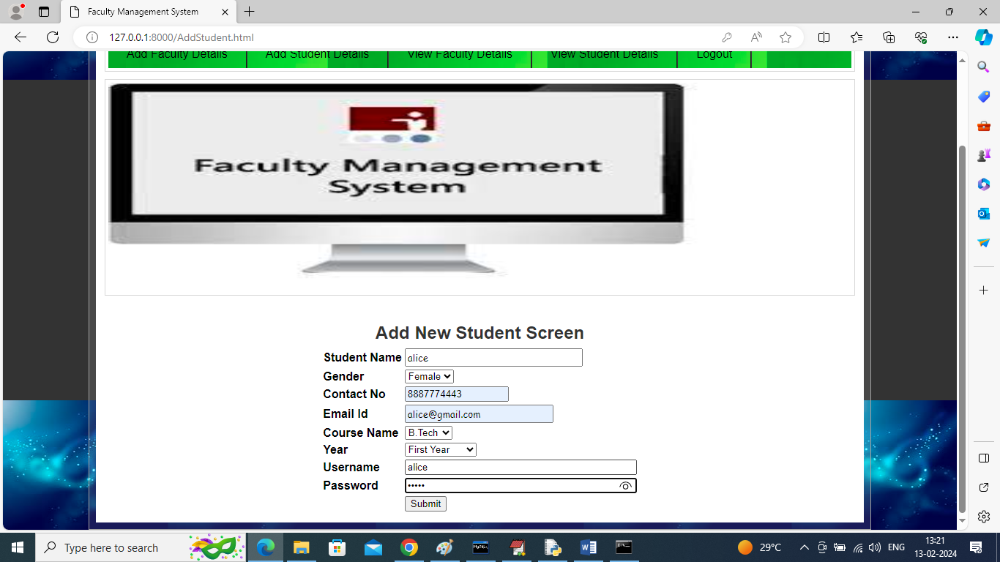 Faculty Management System
127.0.0.1:8000/AddStudent.html
Add Faculty Details Add Student Details View Faculty Details View Student Details Logout
Faculty Management
System
Add New Student Screen
Student Name alice
Gender Female
Contact No 8887774443
Email Id alice@gmail.com
Course Name B.Tech
Year First Year
Username alice
Password •••••
Submit
Type here to search
29°C
ENG
13:21
13-02-2024